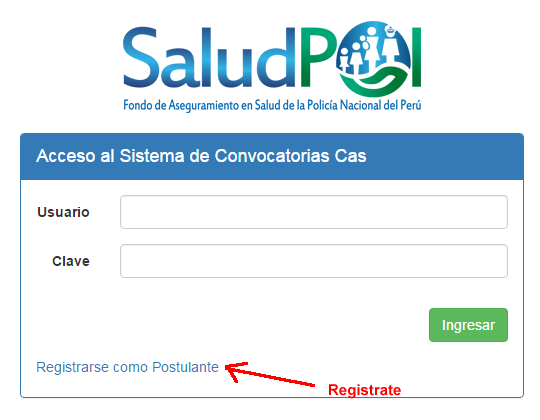 SaludPOl
Fondo de Aseguramiento en Salud de la Policía Nacional del Perú
Acceso al Sistema de Convocatorias Cas
Usuario
Clave
Ingresar
Registrarse como Postulante
Registrate